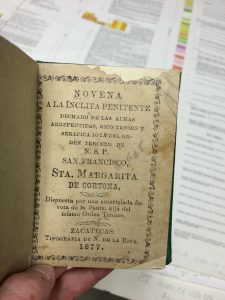 NOVENA
A LA INCLITA PENITENTE
DECHADO DE LAS ALMAS
ARREPENTIDAS, RICO TESORO Y
SERAFICA JOYA DEL OR-
DEN TERCERO DE
N. S. P.
SAN FRANCISCO,
STA. MARGARITA
DE CORTONA,
Dispuesta por una amartelada de-
vota de la Santa, hija del
mismo Orden Tercero.
ZACATECAS:
TIPOGRAFIA DE N. DE LA RIVA,
1877.